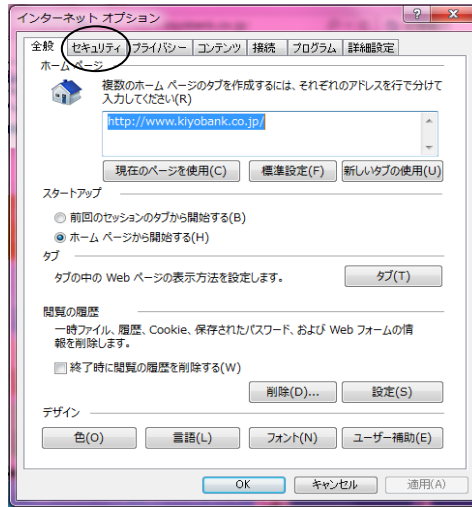 インターネット オプション
全般 セキュリティ プライバシー コンテンツ 接続 プログラム 詳細設定
ホーム ページ
複数のホーム ページのタブを作成するには、それぞれのアドレスを行で分けて
入力してください(R)
http://www.kiyobank.co.jp/
現在のページを使用(C) 標準設定(F) 新しいタブの使用(U)
スタートアップ
前回のセッションのタブから開始する(B)
ホーム ページから開始する(H)
タブ
タブの中の Web ページの表示方法を設定します。 タブ(T)
閲覧の履歴
一時ファイル、履歴、Cookie、保存されたパスワード、および Web フォームの情
報を削除します。
終了時に閲覧の履歴を削除する(W)
削除(D)... 設定(S)
デザイン
色(O) 言語(L) フォント(N) ユーザー補助(E)
OK キャンセル 適用(A)